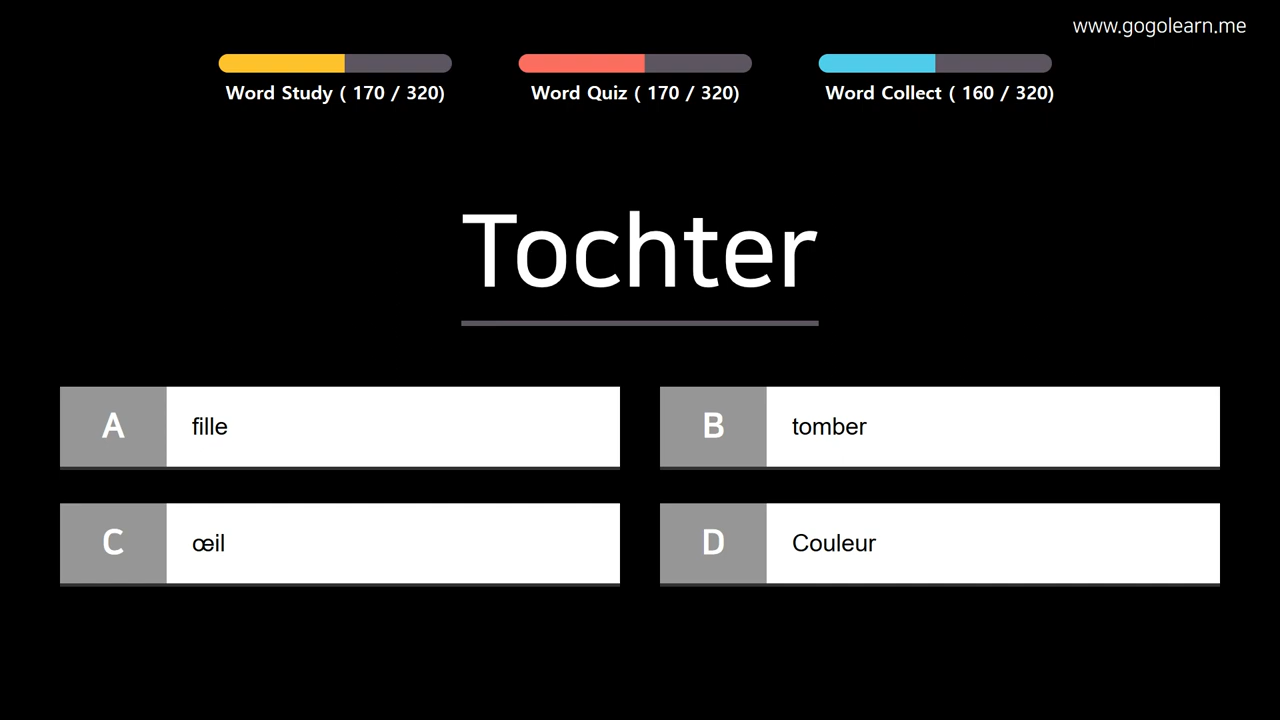 www.gogolearn.me
Word Study ( 170 / 320)
Word Quiz ( 170 / 320)
Word Collect ( 160 / 320)
Tochter
A fille
B tomber
C œil
D Couleur